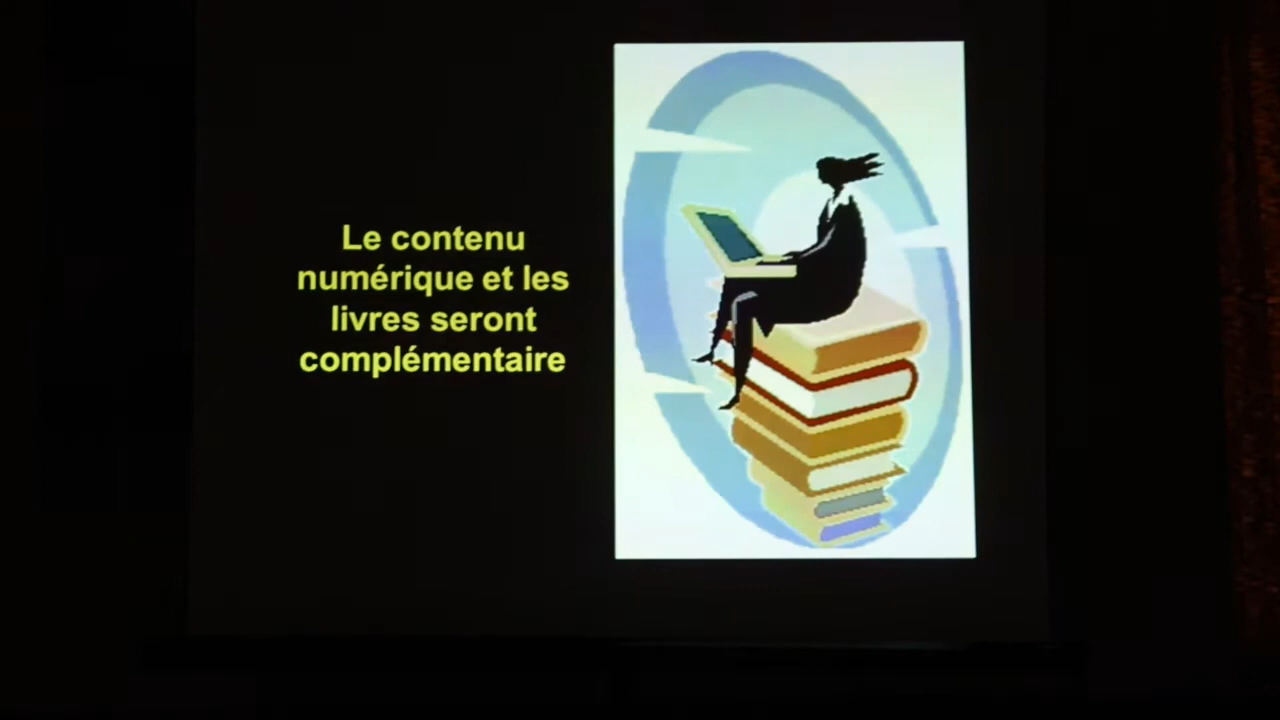 Le contenu
numérique et les
livres seront
complémentaire